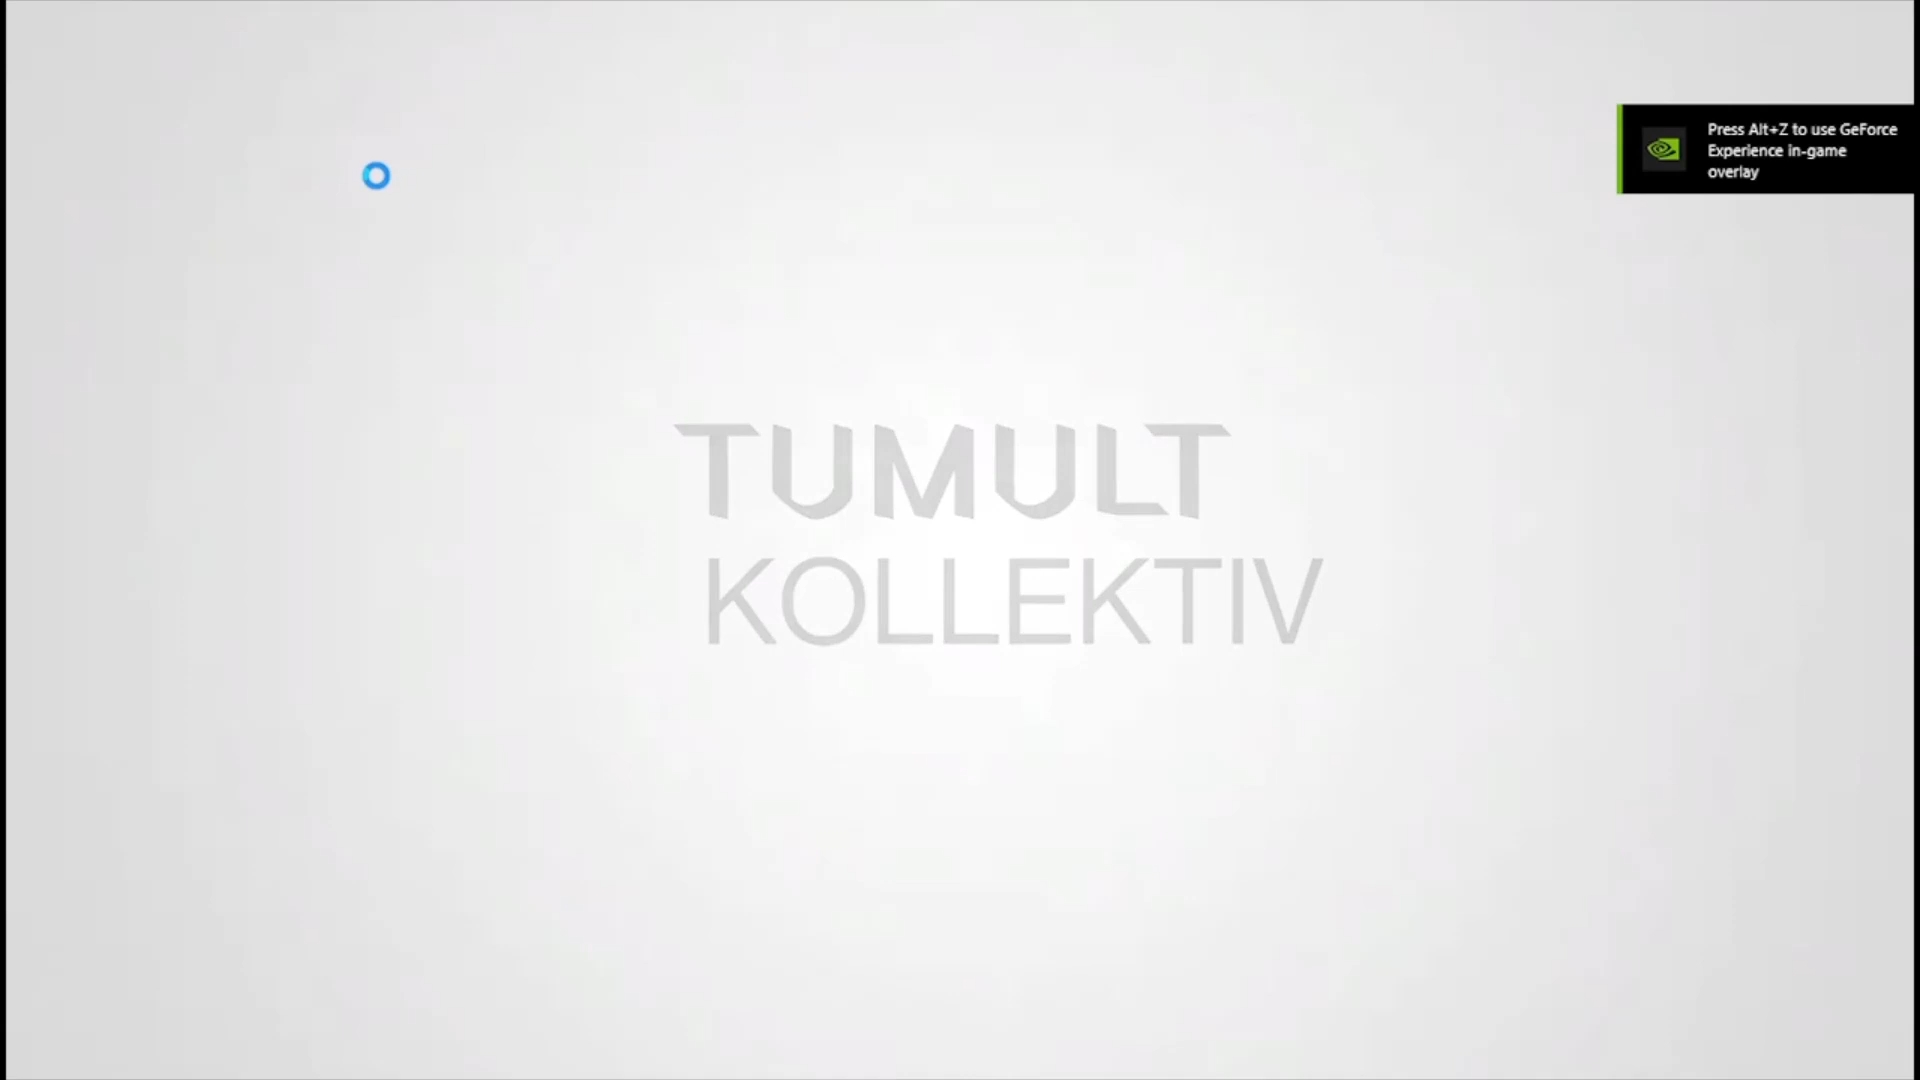 Press Alt+Z to use GeForce
Experience in-game
overlay
TUMULT
KOLLEKTIV